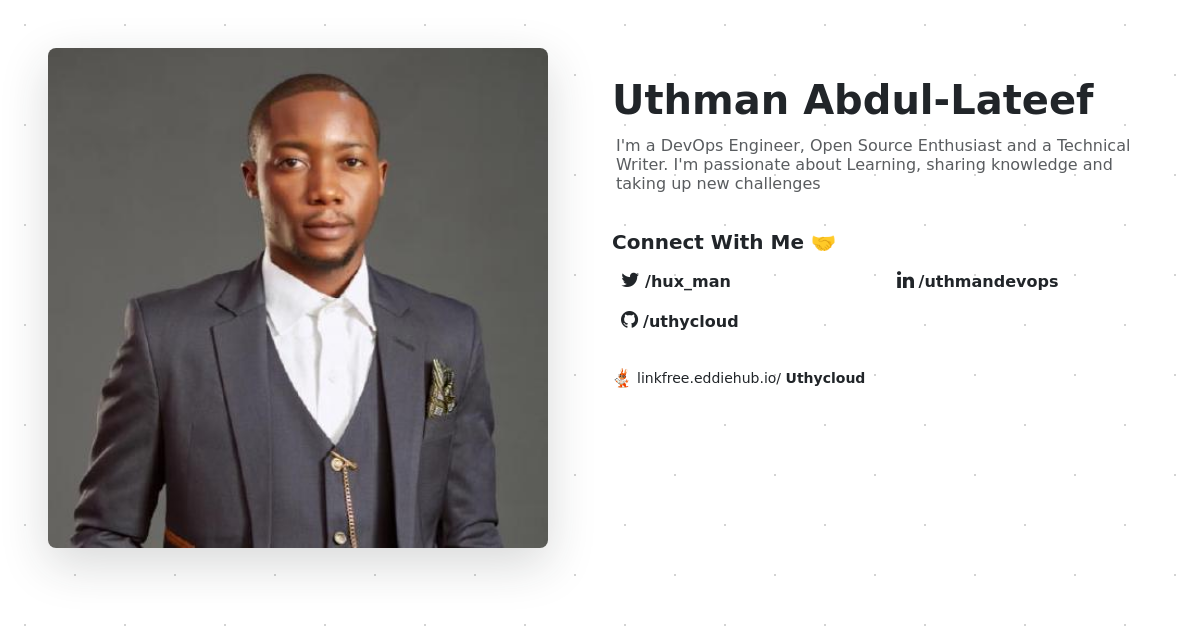 Uthman Abdul-Lateef
I'm a DevOps Engineer, Open Source Enthusiast and a Technical
Writer. I'm passionate about Learning, sharing knowledge and
taking up new challenges
Connect With Me 🤝
/hux_man
/uthmandevops
/uthycloud
linkfree.eddiehub.io/ Uthycloud